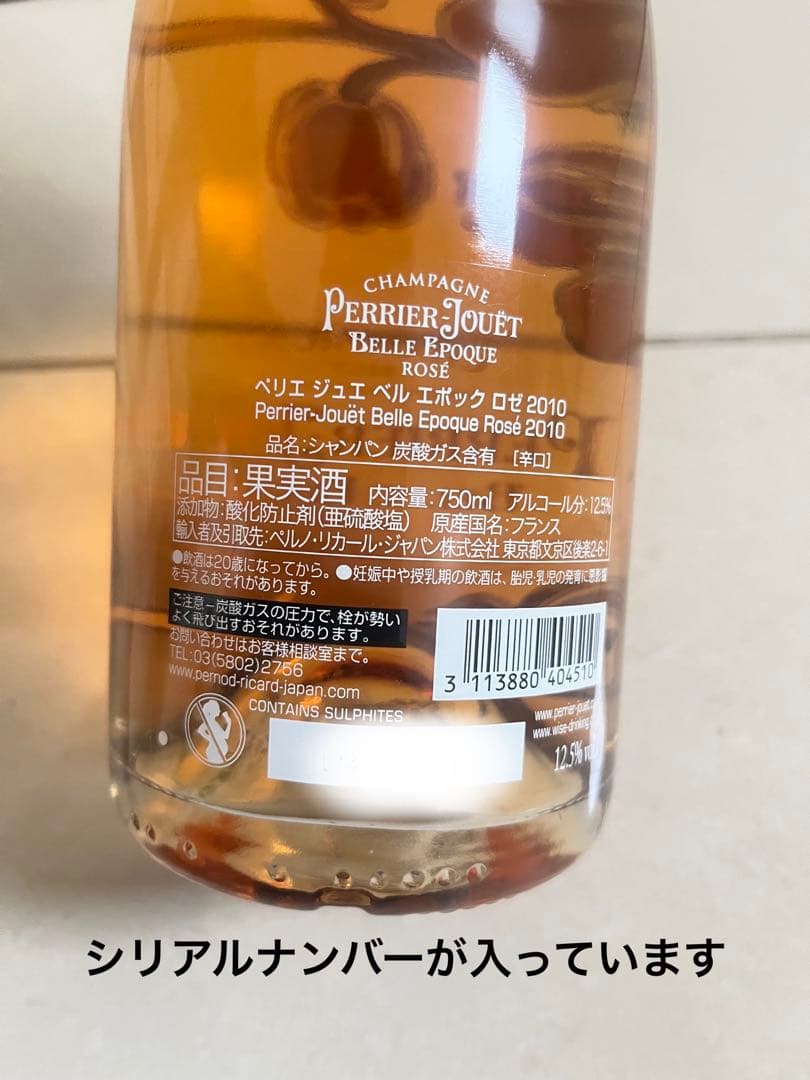 CHAMPAGNE
PERRIER-JOUËT
BELLE EPOQUE
ROSÉ
ペリエ ジュエ ベル エポック ロゼ 2010
Perrier-Jouët Belle Epoque Rosé 2010
品名:シャンパン 炭酸ガス含有 [辛口]
品目:果実酒 内容量:750ml アルコール分:12.5%
添加物:酸化防止剤(亜硫酸塩) 原産国名:フランス
輸入者及引取先:ペルノ・リカール・ジャパン株式会社 東京都文京区後楽2-6-1
●飲酒は20歳になってから。●妊娠中や授乳期の飲酒は、胎児・乳児の発育に悪影響
を与えるおそれがあります。
ご注意-炭酸ガスの圧力で、栓が勢い
よく飛び出すおそれがあります。
お問い合わせはお客様相談室まで。
TEL:03(5802)2756
www.pernod-ricard-japan.com
3 113880 404510
CONTAINS SULPHITES
www.perrier-jouet.c
www.wise-drinking.
12.5% v
シリアルナンバーが入っています